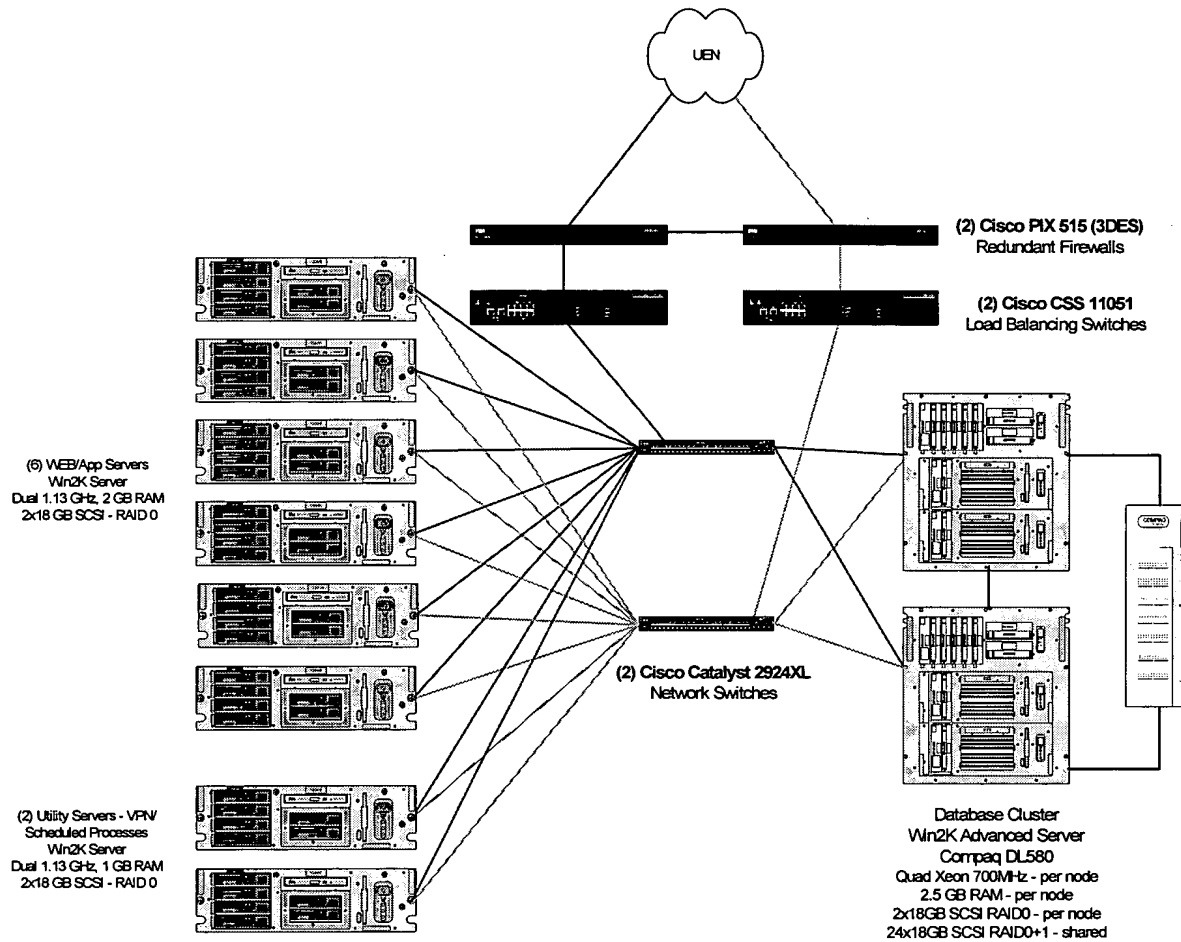 UEN
(2) Cisco PIX 515 (3DES)
Redundant Firewalls
(2) Cisco CSS 11051
Load Balancing Switches
(6) WEB/App Servers
Win2K Server
Dual 1.13 GHz, 2 GB RAM
2x18 GB SCSI - RAID 0
COMPAQ
(2) Cisco Catalyst 2924XL
Network Switches
(2) Utility Servers - VPN/
Scheduled Processes
Win2K Server
Dual 1.13 GHz, 1 GB RAM
2x18 GB SCSI - RAID 0
Database Cluster
Win2K Advanced Server
Compaq DL580
Quad Xeon 700MHz - per node
2.5 GB RAM - per node
2x18GB SCSI RAID0 - per node
24x18GB SCSI RAID0+1 - shared